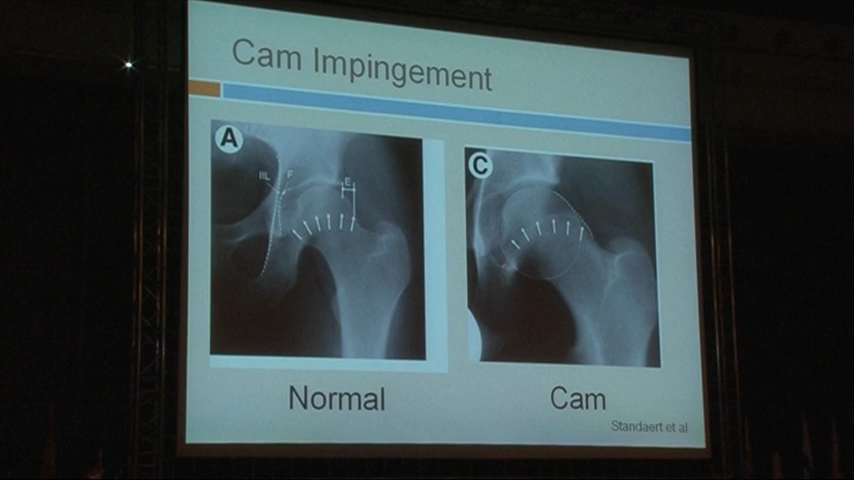 Cam Impingement
A
IIL F E
C
Normal
Cam
Standaert et al